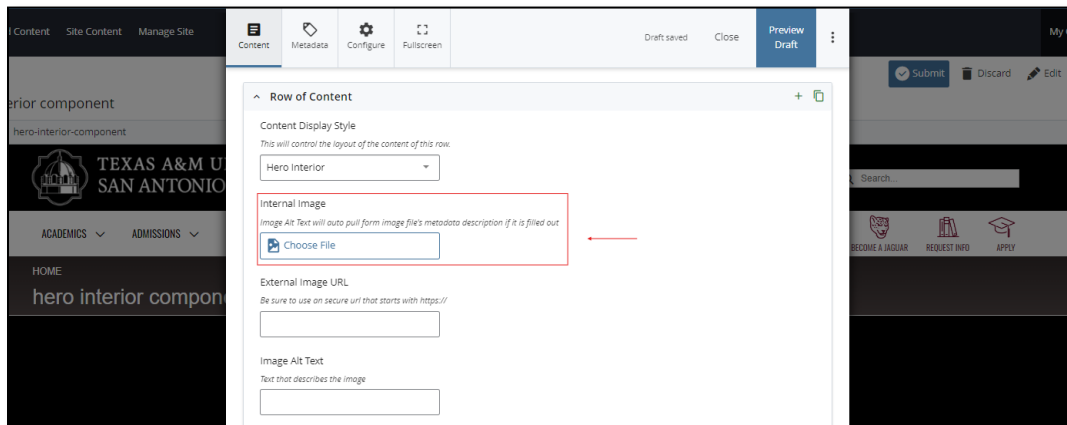 Content
Site Content
Manage Site
My
Content
Metadata
Configure
Fullscreen
Draft saved
Close
Preview
Draft
Submit
Discard
Edit
erior component
hero-interior-component
Row of Content
Content Display Style
This will control the layout of the content of this row.
Hero Interior
Internal Image
Image Alt Text will auto pull form image file's metadata description if it is filled out
Choose File
External Image URL
Be sure to use an secure url that starts with https://
Image Alt Text
Text that describes the image
TEXAS A&M U
SAN ANTONIO
Search...
ACADEMICS
ADMISSIONS
BECOME A JAGUAR
REQUEST INFO
APPLY
HOME
hero interior compon